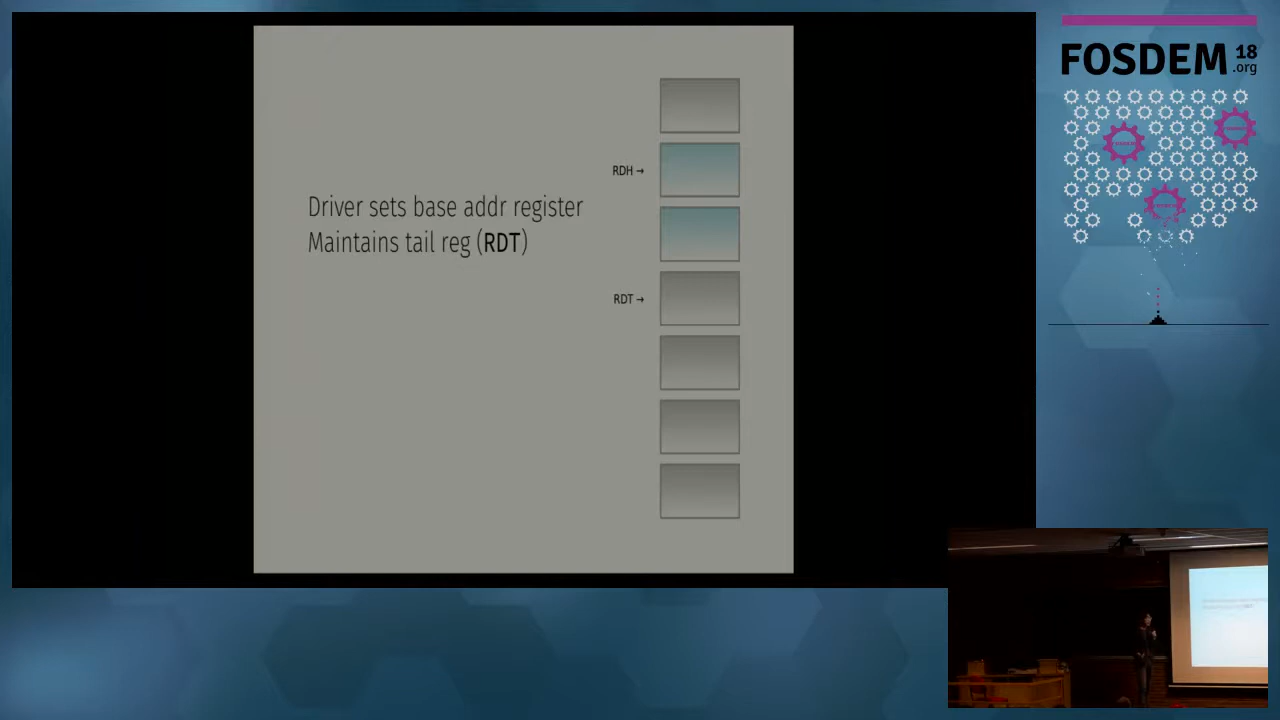 RDH →
Driver sets base addr register
Maintains tail reg (RDT)
RDT →
FOSDEM 18
.org